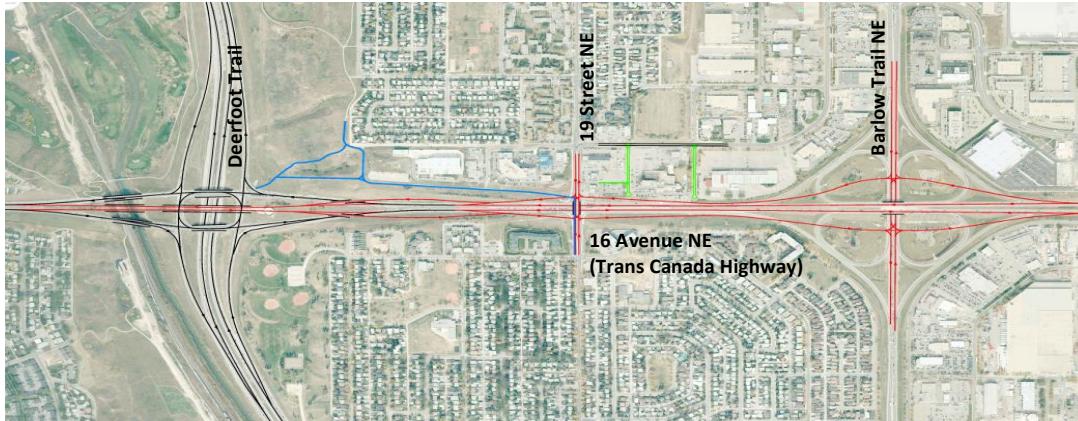 Deerfoot Trail
19 Street NE
Barlow Trail NE
16 Avenue NE
(Trans Canada Highway)